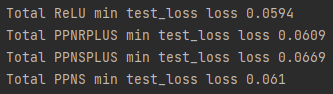 Total ReLU min test_loss loss 0.0594
Total PPNRPLUS min test_loss loss 0.0609
Total PPNSPLUS min test_loss loss 0.0669
Total PPNS min test_loss loss 0.061